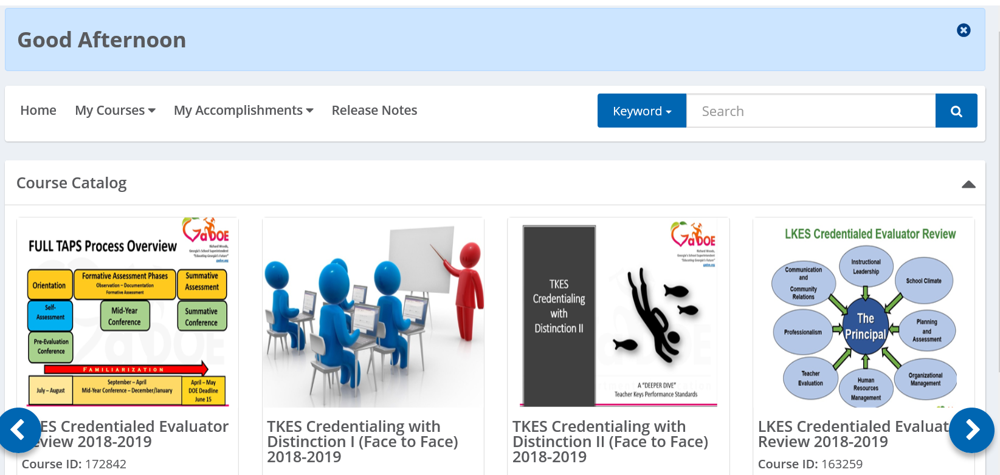 Good Afternoon
Home My Courses My Accomplishments Release Notes
Keyword Search
Course Catalog
GaDOE
Richard Woods,
Georgia's School Superintendent
"Educating Georgia's Future"
gadoe.org
FULL TAPS Process Overview
Orientation
Formative Assessment Phases
Observation – Documentation
Formative Assessment
Summative
Assessment
Self-
Assessment
Mid-Year
Conference
Summative
Conference
Pre-Evaluation
Conference
FAMILIARIZATION
July – August
September – April
Mid-Year Conference – December/January
April – May
DOE Deadline
June 15
ES Credentialed Evaluator
eview 2018-2019
Course ID: 172842
TKES Credentialing with
Distinction I (Face to Face)
2018-2019
TKES
Credentialing
with
Distinction II
GaDOE
Richard Woods,
Georgia's School Superintendent
"Educating Georgia's Future"
gadoe.org
A "DEEPER DIVE"
Teacher Keys Performance Standards
TKES Credentialing with
Distinction II (Face to Face)
2018-2019
LKES Credentialed Evaluator Review
Instructional
Leadership
Communication
and
Community
Relations
School Climate
The
Principal
Professionalism
Planning
and
Assessment
Teacher
Evaluation
Human
Resources
Management
Organizational
Management
LKES Credentialed Evaluat
Review 2018-2019
Course ID: 163259